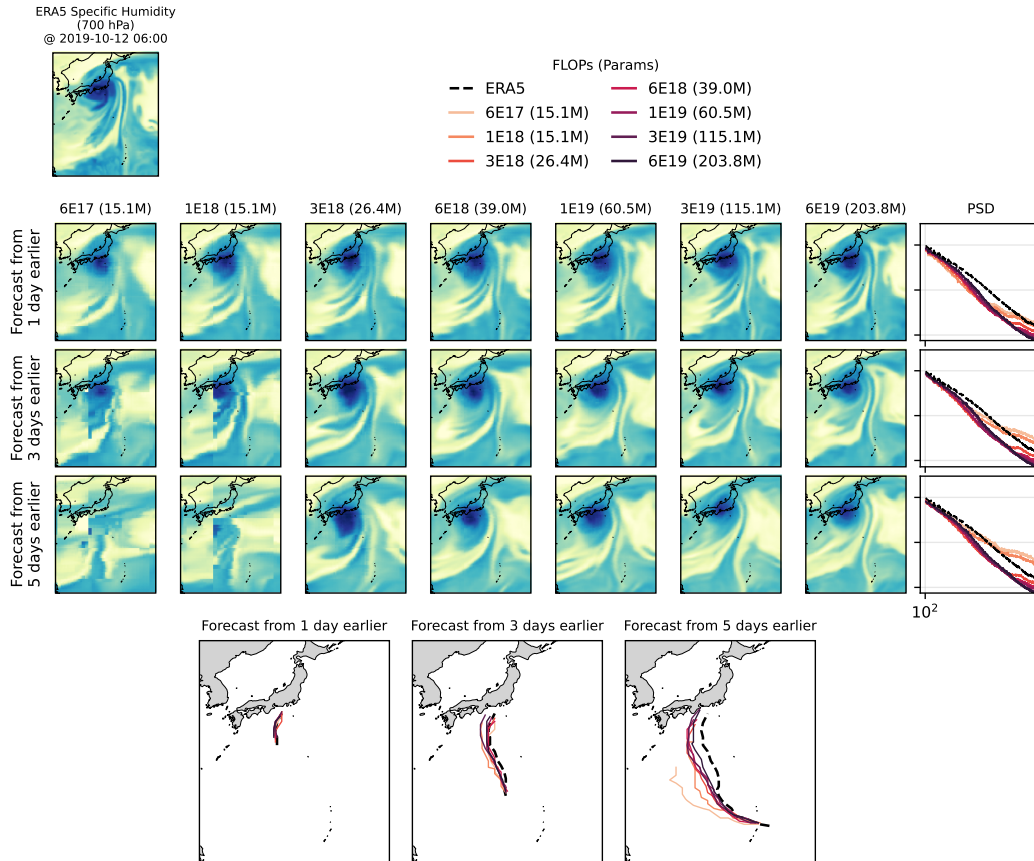 ERA5 Specific Humidity
(700 hPa)
@ 2019-10-12 06:00
FLOPs (Params)
ERA5
6E17 (15.1M)
1E18 (15.1M)
3E18 (26.4M)
6E18 (39.0M)
1E19 (60.5M)
3E19 (115.1M)
6E19 (203.8M)
6E17 (15.1M) 1E18 (15.1M) 3E18 (26.4M) 6E18 (39.0M) 1E19 (60.5M) 3E19 (115.1M) 6E19 (203.8M) PSD
Forecast from
1 day earlier
Forecast from
3 days earlier
Forecast from
5 days earlier
10²
Forecast from 1 day earlier Forecast from 3 days earlier Forecast from 5 days earlier